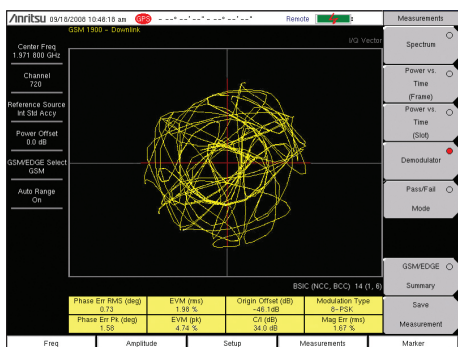 Anritsu 09/16/2008 10:46:16 am GPS Remote Measurements
GSM 1900 - Downlink
I/Q Vector
Center Freq
1.971 800 GHz
Channel
720
Reference Source
Int Std Accy
Power Offset
0.0 dB
GSM/EDGE Select
GSM
Auto Range
On
Spectrum
Power vs.
Time
(Frame)
Power vs.
Time
(Slot)
Demodulator
Pass/Fail
Mode
GSM/EDGE
Summary
Save
Measurement
BSIC (NCC, BCC) 14 (1, 6)
Phase Err RMS (deg) EVM (rms) Origin Offset (dB) Modulation Type
0.73 1.98 % -46.1dB 8-PSK
Phase Err Pk (deg) EVM (pk) C/I (dB) Mag Err (rms)
1.58 4.74 % 34.0 dB 1.67 %
Freq Amplitude Setup Measurements Marker